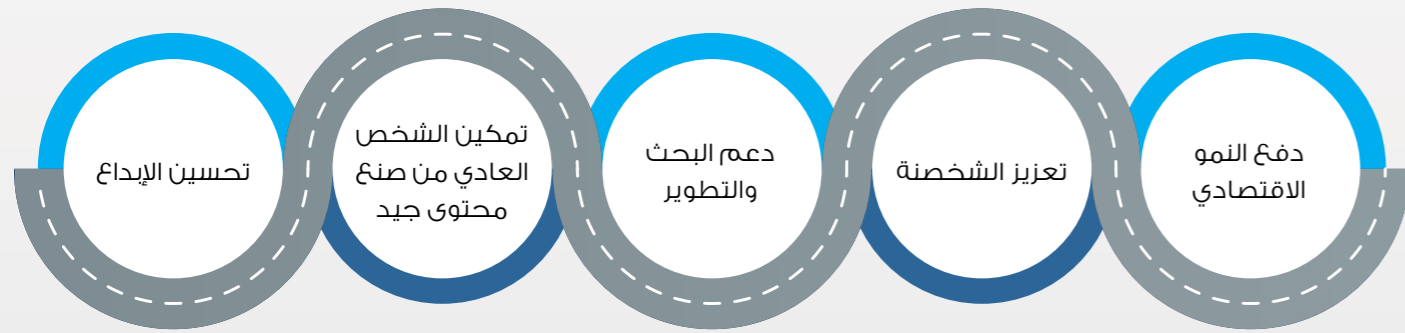 دفع النمو
الاقتصادي
تعزيز الشخصنة
دعم البحث
والتطوير
تمكين الشخص
العادي من صنع
محتوى جيد
تحسين الإبداع